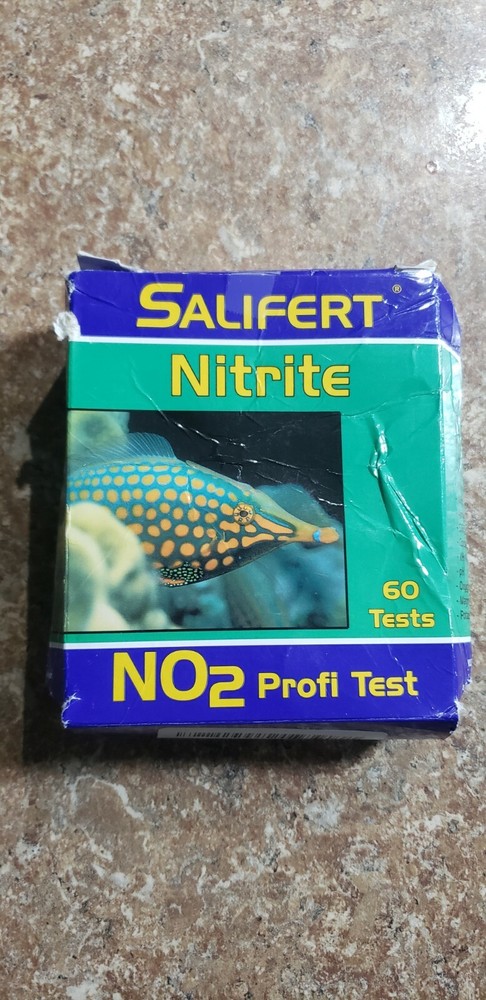 SALIFERT®
Nitrite
60
Tests
NO2 Profi Test